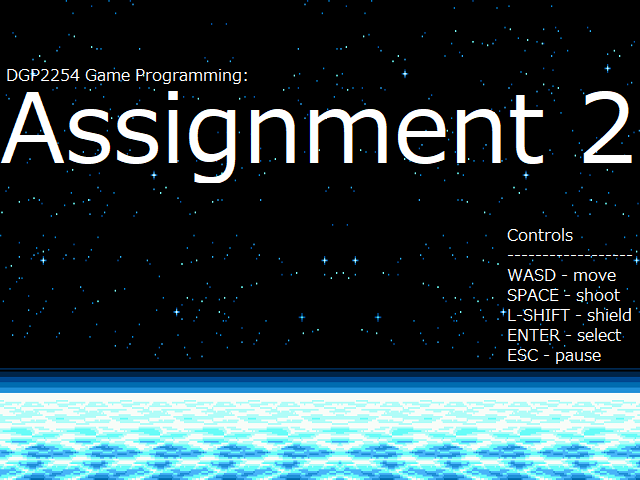 DGP2254 Game Programming:
Assignment 2
Controls
------------------
WASD - move
SPACE - shoot
L-SHIFT - shield
ENTER - select
ESC - pause